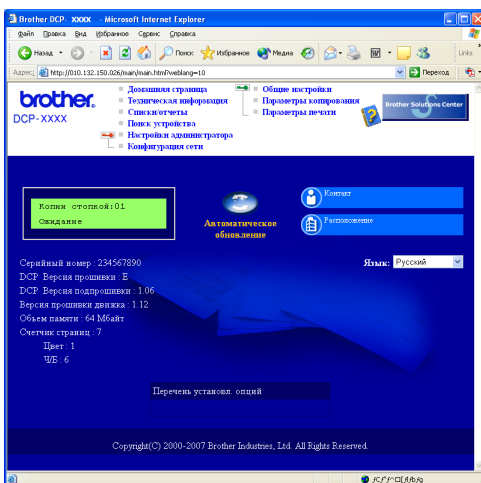 Brother DCP- XXXX - Microsoft Internet Explorer
Файл Вид Избранное Сервис Справка
Назад Поиск Избранное Медиа
Адрес: http://010.132.150.026/main/main.html?weblang=10 Переход Links
brother.
DCP-XXXX
Домашняя страница
Техническая информация
Списки/отчеты
Поиск устройства
Настройки администратора
Конфигурация сети
Общие настройки
Параметры копирования
Параметры печати
Brother Solutions Center
Копии стопкой:01
Ожидание
Автоматическое
обновление
Контакт
Расположение
Язык: Русский
Серийный номер : 234567890
DCP Версия прошивки : E
DCP Версия подпрошивки : 1.06
Версия прошивки движка : 1.12
Объем памяти : 64 Мбайт
Счетчик страниц : 7
Цвет : 1
Ч/Б : 6
Перечень установл. опций
Copyright(C) 2000-2007 Brother Industries, Ltd. All Rights Reserved.